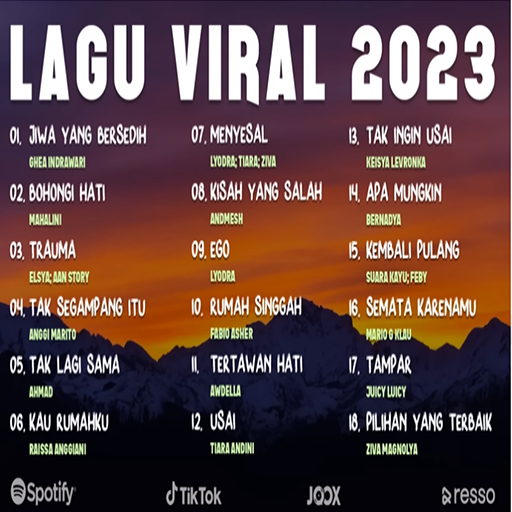 LAGU VIRAL 2023
01. JIWA YANG BERSEDIH
GHEA INDRAWARI
02. BOHONGI HATI
MAHALINI
03. TRAUMA
ELSYA; AAN STORY
04. TAK SEGAMPANG ITU
ANGGI MARITO
05. TAK LAGI SAMA
AHMAD
06. KAU RUMAHKU
RAISSA ANGGIANI
07. MENYESAL
LYODRA; TIARA; ZIVA
08. KISAH YANG SALAH
ANDMESH
09. EGO
LYODRA
10. RUMAH SINGGAH
FABIO ASHER
11. TERTAWAN HATI
AWDELLA
12. USAI
TIARA ANDINI
13. TAK INGIN USAI
KEISYA LEVRONKA
14. APA MUNGKIN
BERNADYA
15. KEMBALI PULANG
SUARA KAYU; FEBY
16. SEMATA KARENAMU
MARIO G KLAU
17. TAMPAR
JUICY LUICY
18. PILIHAN YANG TERBAIK
ZIVA MAGNOLYA
Spotify
TikTok
JOOX
resso